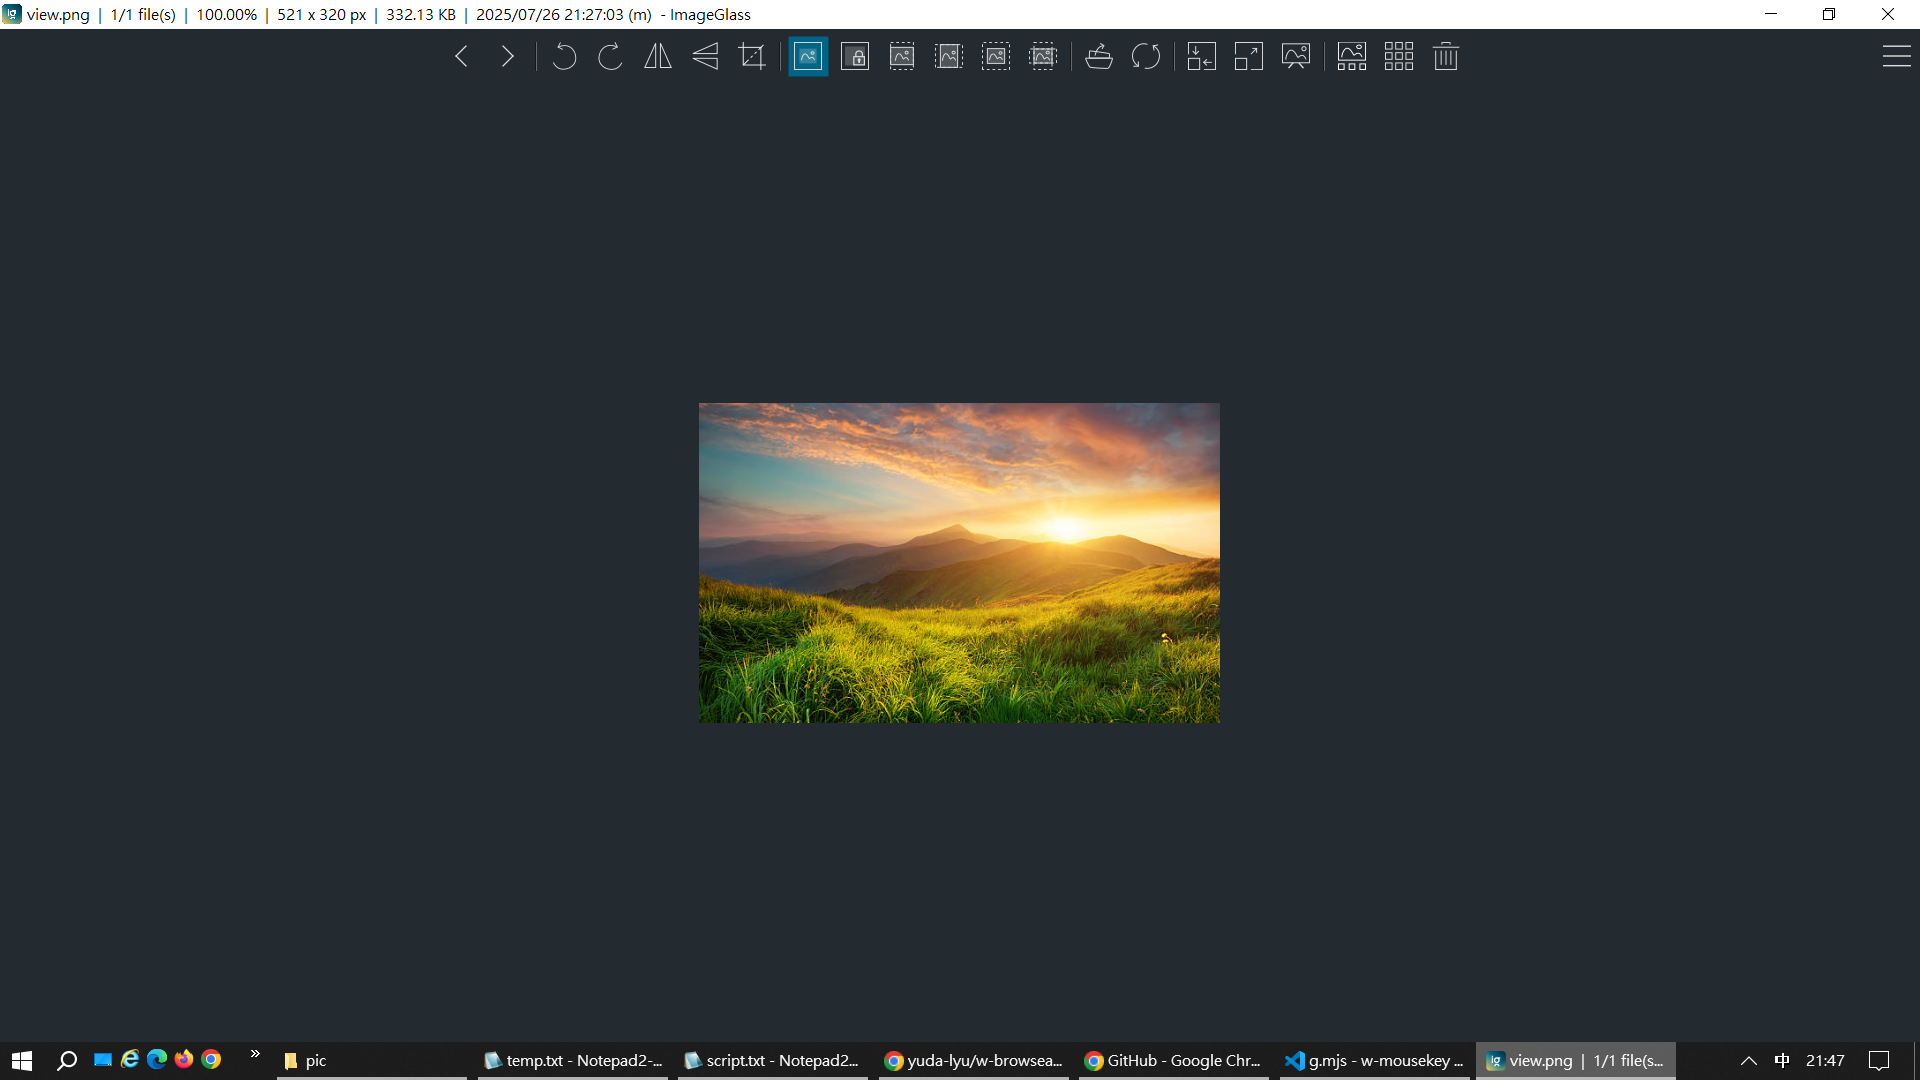 view.png | 1/1 file(s) | 100.00% | 521 x 320 px | 332.13 KB | 2025/07/26 21:27:03 (m) - ImageGlass
pic
temp.txt - Notepad2-...
script.txt - Notepad2...
yuda-lyu/w-browsea...
GitHub - Google Chr...
g.mjs - w-mousekey ...
view.png | 1/1 file(s...
中
21:47